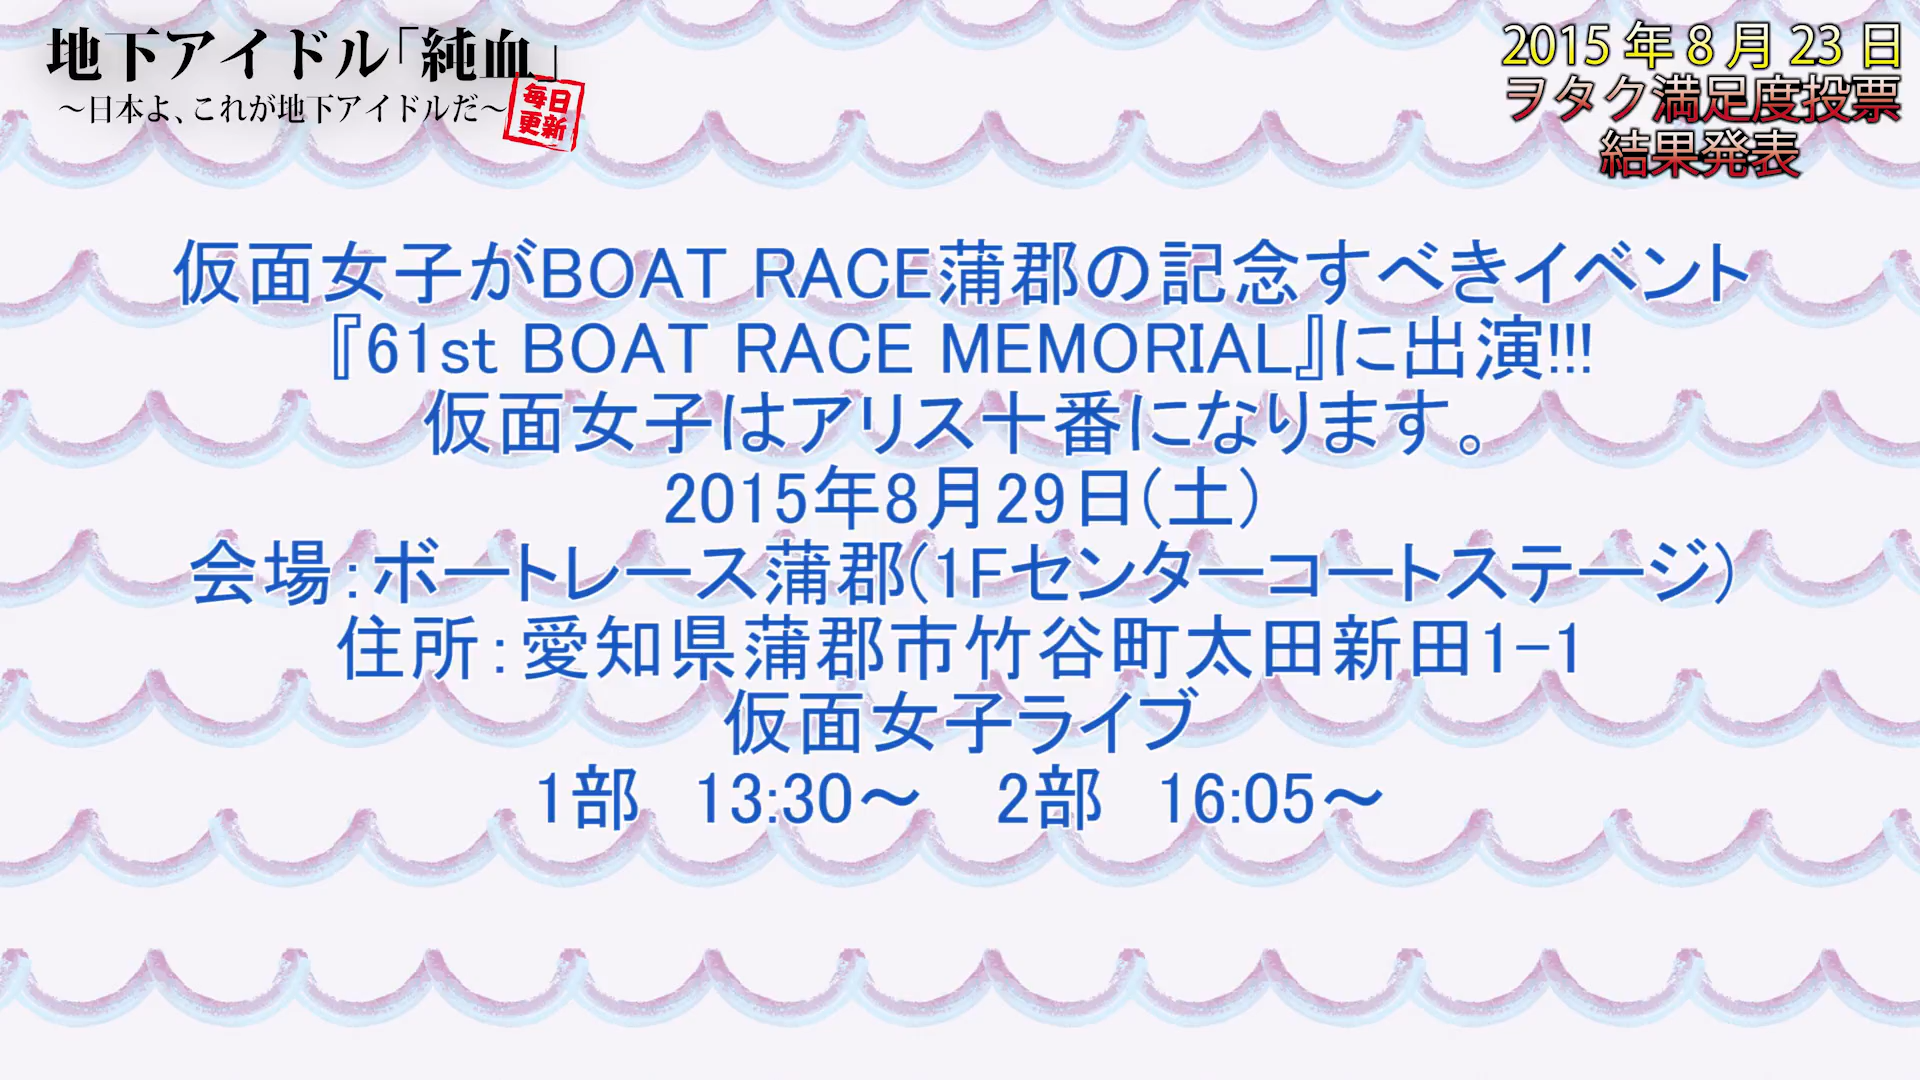 地下アイドル「純血」
～日本よ、これが地下アイドルだ～
毎日
更新
2015年8月23日
ヲタク満足度投票
結果発表
仮面女子がBOAT RACE蒲郡の記念すべきイベント
『61st BOAT RACE MEMORIAL』に出演!!!
仮面女子はアリス十番になります。
2015年8月29日(土)
会場：ボートレース蒲郡(1Fセンターコートステージ)
住所：愛知県蒲郡市竹谷町太田新田1-1
仮面女子ライブ
1部　13:30～　2部　16:05～